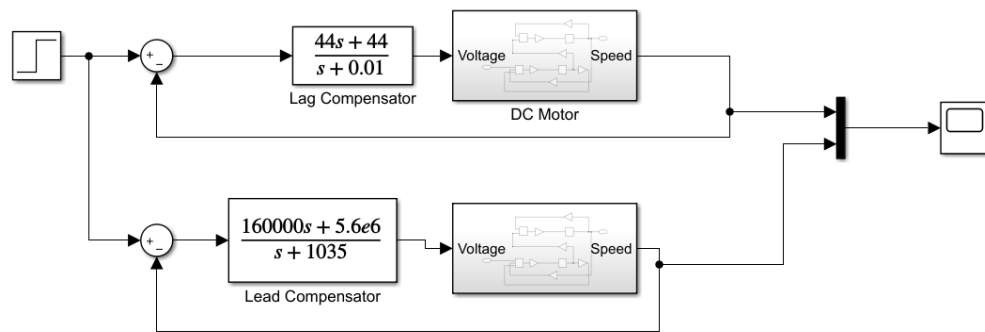 +
−
44s + 44
s + 0.01
Lag Compensator
Voltage
Speed
DC Motor
+
−
160000s + 5.6e6
s + 1035
Lead Compensator
Voltage
Speed